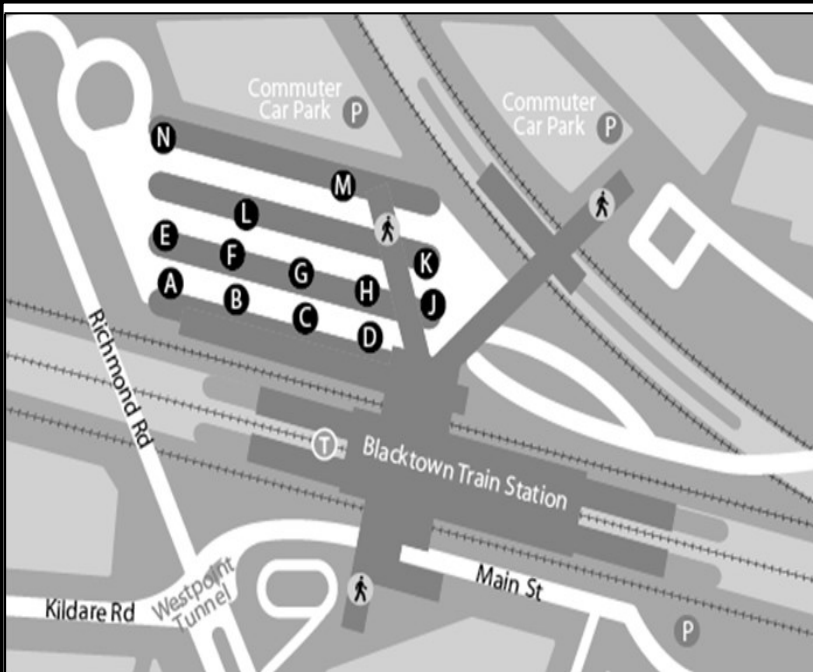 Commuter
Car Park
P
Commuter
Car Park
P
N
M
L
E
F
G
H
K
J
A
B
C
D
Richmond Rd
T
Blacktown Train Station
Westpoint
Tunnel
Kildare Rd
Main St
P